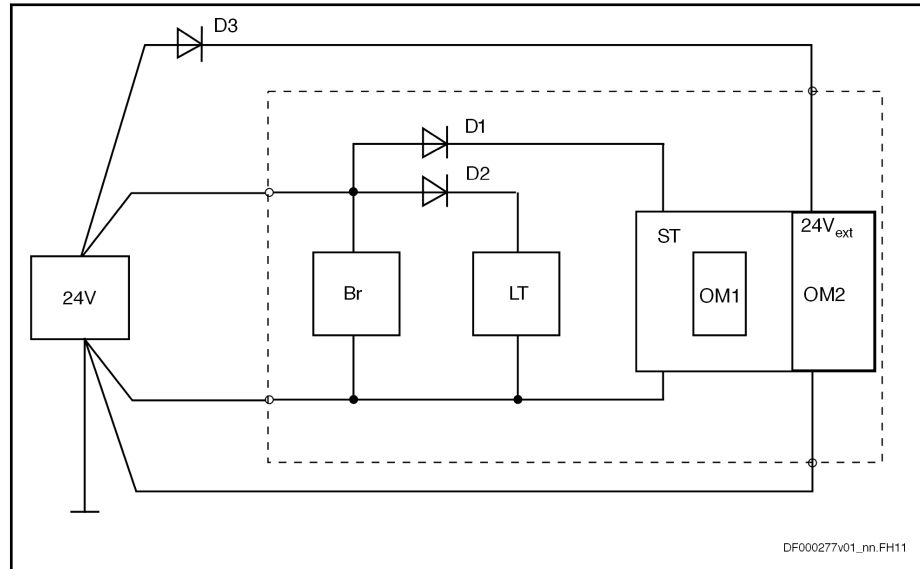 D3
D1
D2
24V
Br
LT
ST
OM1
24Vext
OM2
DF000277v01_nn.FH11